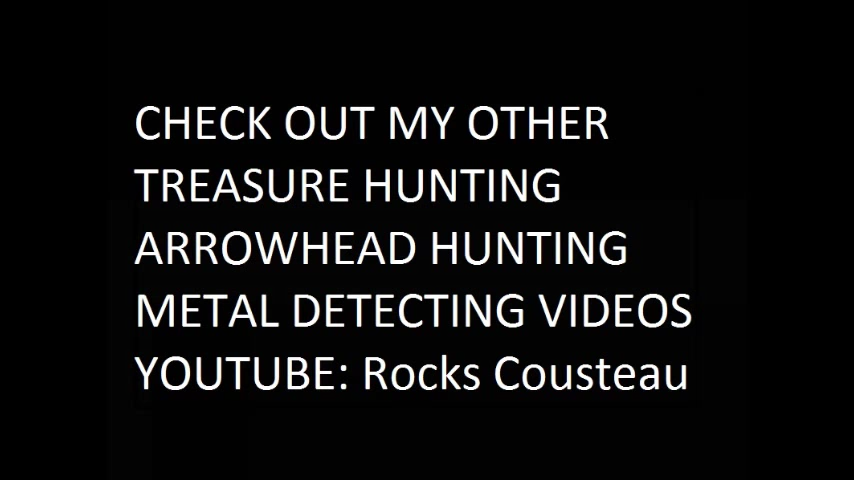 CHECK OUT MY OTHER
TREASURE HUNTING
ARROWHEAD HUNTING
METAL DETECTING VIDEOS
YOUTUBE: Rocks Cousteau